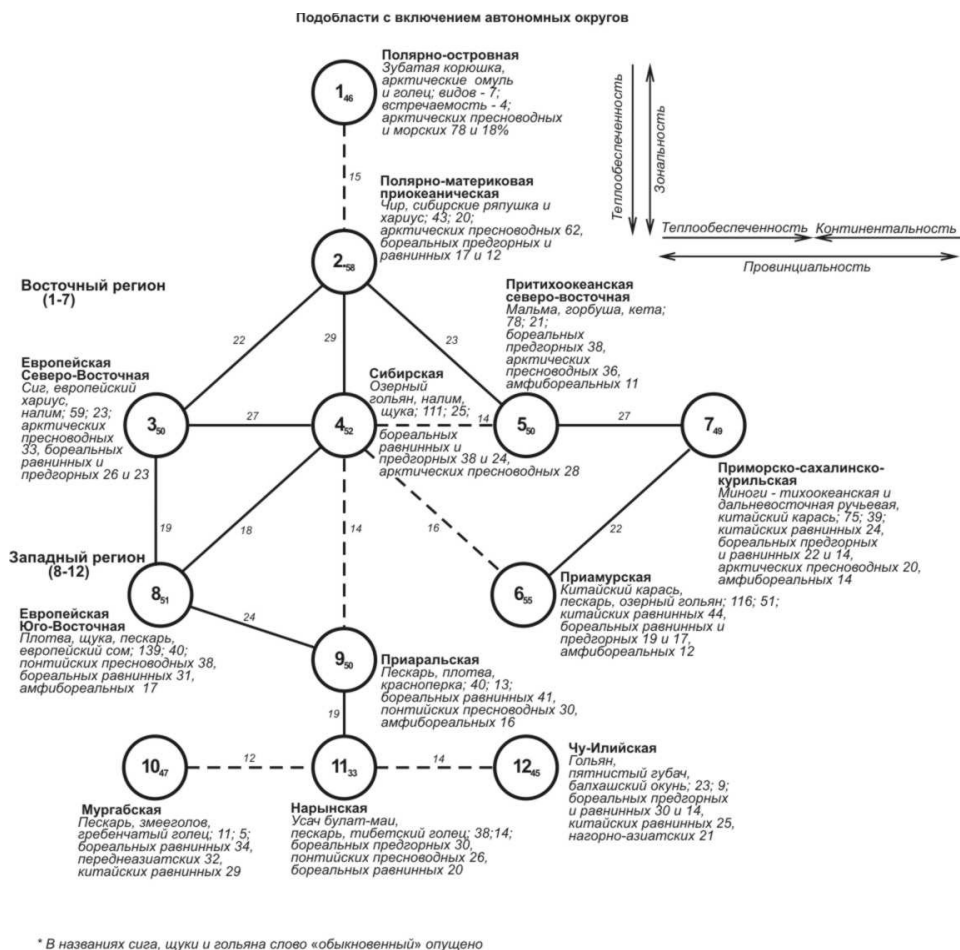 Подобласти с включением автономных округов
Полярно-островная
Зубатая корюшка,
арктические омуль
и голец; видов - 7;
встречаемость - 4;
арктических пресноводных
и морских 78 и 18%
1 46
Теплообеспеченность
Зональность
15
Полярно-материковая
приокеаническая
Чир, сибирские ряпушка и
хариус; 43; 20;
арктических пресноводных 62,
бореальных предгорных и
равнинных 17 и 12
2* 58
Теплообеспеченность
Континентальность
Провинциальность
Восточный регион
(1-7)
22
29
23
Притихоокеанская
северо-восточная
Мальма, горбуша, кета;
78; 21;
бореальных
предгорных 38,
арктических
пресноводных 36,
амфибореальных 11
Европейская
Северо-Восточная
Сиг, европейский
хариус,
налим; 59; 23;
арктических
пресноводных
33, бореальных
равнинных и
предгорных 26 и 23
3 50
27
Сибирская
Озерный
гольян, налим,
щука; 111; 25;
бореальных
равнинных и
предгорных 38 и 24,
арктических пресноводных 28
4 52
14
5 50
27
7 49
Приморско-сахалинско-
курильская
Миноги - тихоокеанская и
дальневосточная ручьевая,
китайский карась; 75; 39;
китайских равнинных 24,
бореальных предгорных
и равнинных 22 и 14,
арктических пресноводных 20,
амфибореальных 14
19
18
14
16
22
Западный регион
(8-12)
8 51
6 55
Приамурская
Китайский карась,
пескарь, озерный гольян; 116; 51;
китайских равнинных 44,
бореальных равнинных и
предгорных 19 и 17,
амфибореальных 12
Европейская
Юго-Восточная
Плотва, щука, пескарь,
европейский сом; 139; 40;
понтийских пресноводных 38,
бореальных равнинных 31,
амфибореальных 17
24
9 50
Приаральская
Пескарь, плотва,
красноперка; 40; 13;
бореальных равнинных 41,
понтийских пресноводных 30,
амфибореальных 16
19
10 47
12
11 33
14
12 45
Чу-Илийская
Гольян,
пятнистый губач,
балхашский окунь; 23; 9;
бореальных предгорных
и равнинных 30 и 14,
китайских равнинных 25,
нагорно-азиатских 21
Мургабская
Пескарь, змееголов,
гребенчатый голец; 11; 5;
бореальных равнинных 34,
переднеазиатских 32,
китайских равнинных 29
Нарынская
Усач булат-маи,
пескарь, тибетский голец; 38;14;
бореальных предгорных 30,
понтийских пресноводных 26,
бореальных равнинных 20
* В названиях сига, щуки и гольяна слово «обыкновенный» опущено